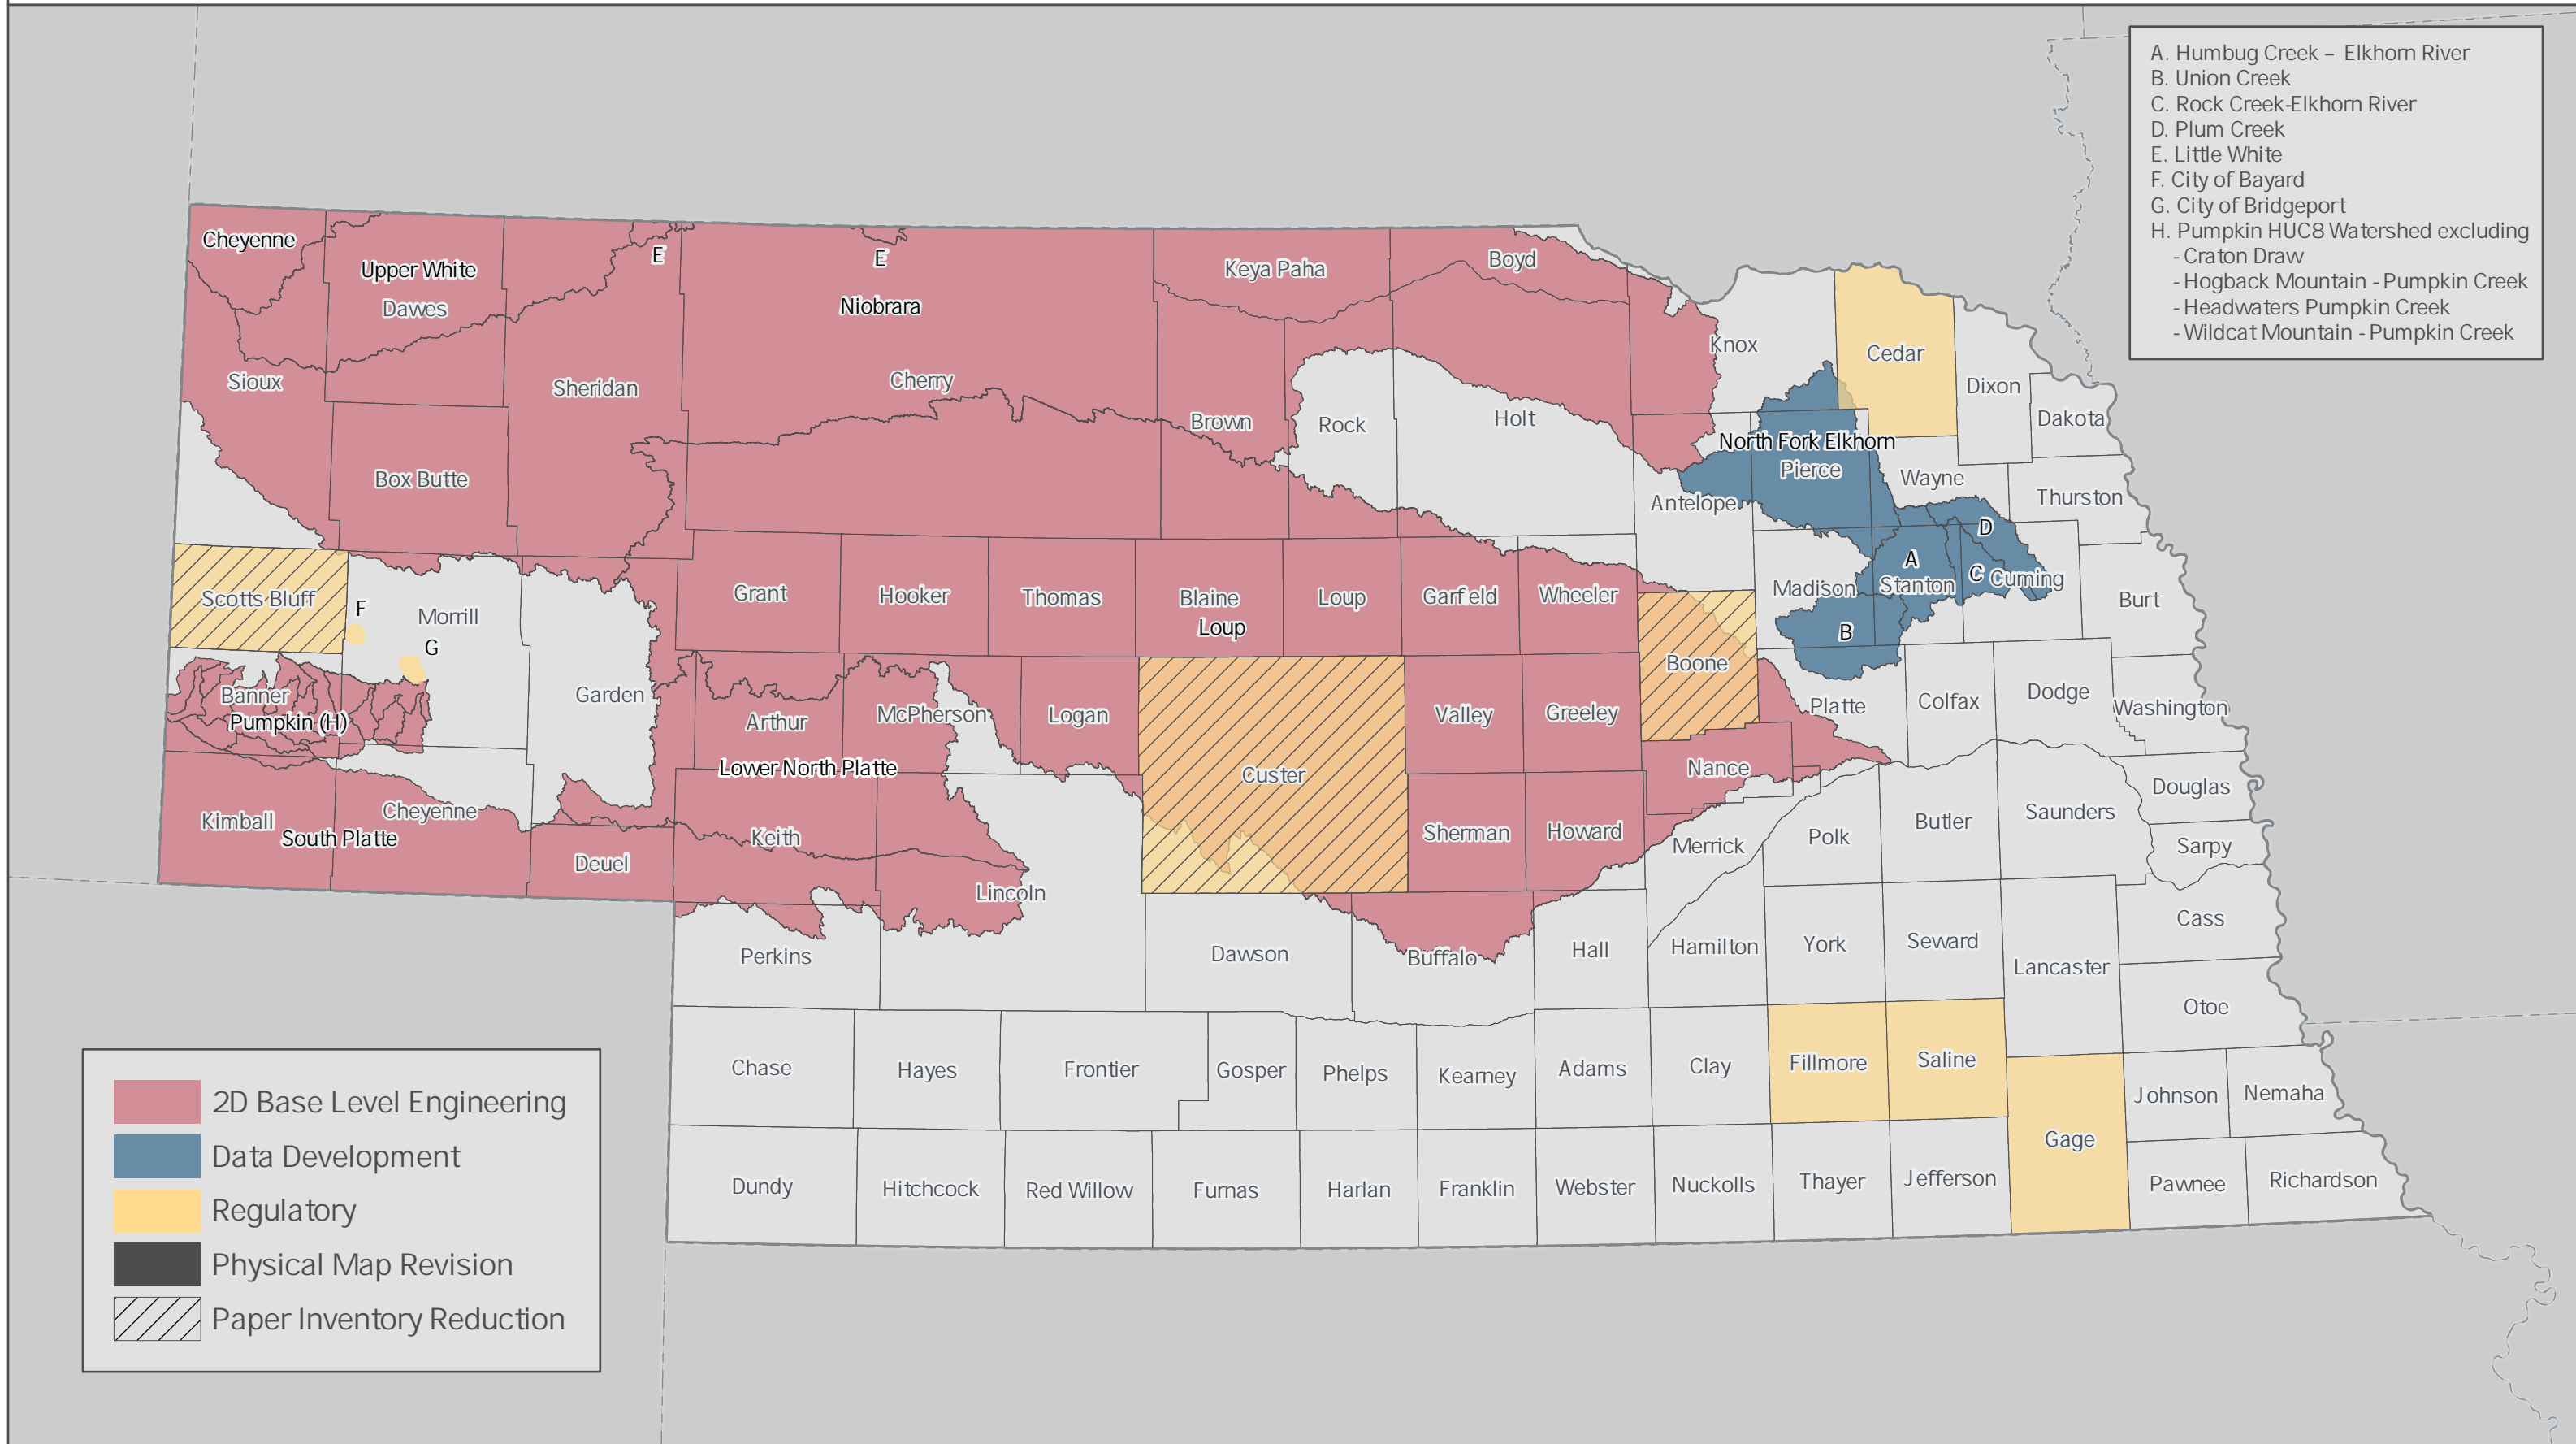 A. Humbug Creek – Elkhorn River
B. Union Creek
C. Rock Creek-Elkhorn River
D. Plum Creek
E. Little White
F. City of Bayard
G. City of Bridgeport
H. Pumpkin HUC8 Watershed excluding
- Craton Draw
- Hogback Mountain - Pumpkin Creek
- Headwaters Pumpkin Creek
- Wildcat Mountain - Pumpkin Creek
Cheyenne
Upper White
Dawes
Sioux
E
Sheridan
E
Niobrara
Cherry
Keya Paha
Boyd
Brown
Rock
Holt
Knox
Cedar
Dixon
Dakota
Box Butte
North Fork Elkhorn
Pierce
Antelope
Wayne
Thurston
D
A
Stanton
C
Cuming
Madison
B
Burt
Scotts Bluff
F
Morrill
G
Garden
Grant
Hooker
Thomas
Blaine
Loup
Loup
Garfield
Wheeler
Boone
Banner
Pumpkin (H)
Arthur
McPherson
Logan
Lower North Platte
Custer
Valley
Greeley
Nance
Platte
Colfax
Dodge
Washington
Douglas
Kimball
Cheyenne
South Platte
Deuel
Keith
Lincoln
Sherman
Howard
Merrick
Polk
Butler
Saunders
Sarpy
Perkins
Dawson
Buffalo
Hall
Hamilton
York
Seward
Lancaster
Cass
Otoe
Chase
Hayes
Frontier
Gosper
Phelps
Kearney
Adams
Clay
Fillmore
Saline
Gage
Johnson
Nemaha
Dundy
Hitchcock
Red Willow
Furnas
Harlan
Franklin
Webster
Nuckolls
Thayer
Jefferson
Pawnee
Richardson
2D Base Level Engineering
Data Development
Regulatory
Physical Map Revision
Paper Inventory Reduction